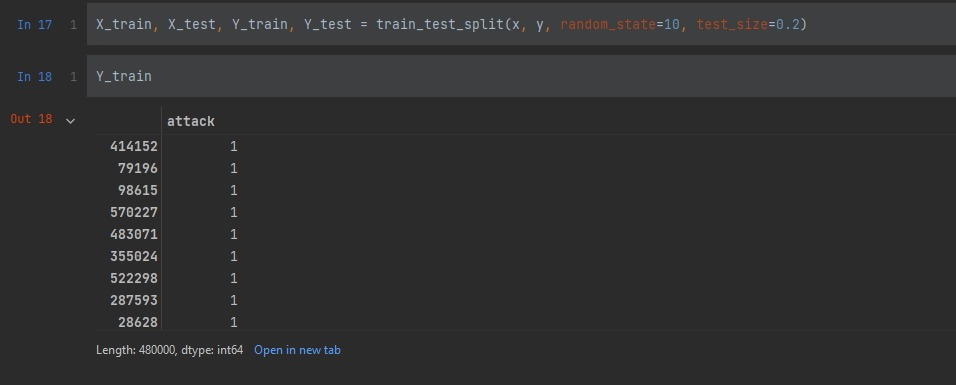 In 17 1 X_train, X_test, Y_train, Y_test = train_test_split(x, y, random_state=10, test_size=0.2)
In 18 1 Y_train
Out 18
attack
414152 1
79196 1
98615 1
570227 1
483071 1
355024 1
522298 1
287593 1
28628 1
Length: 480000, dtype: int64 Open in new tab